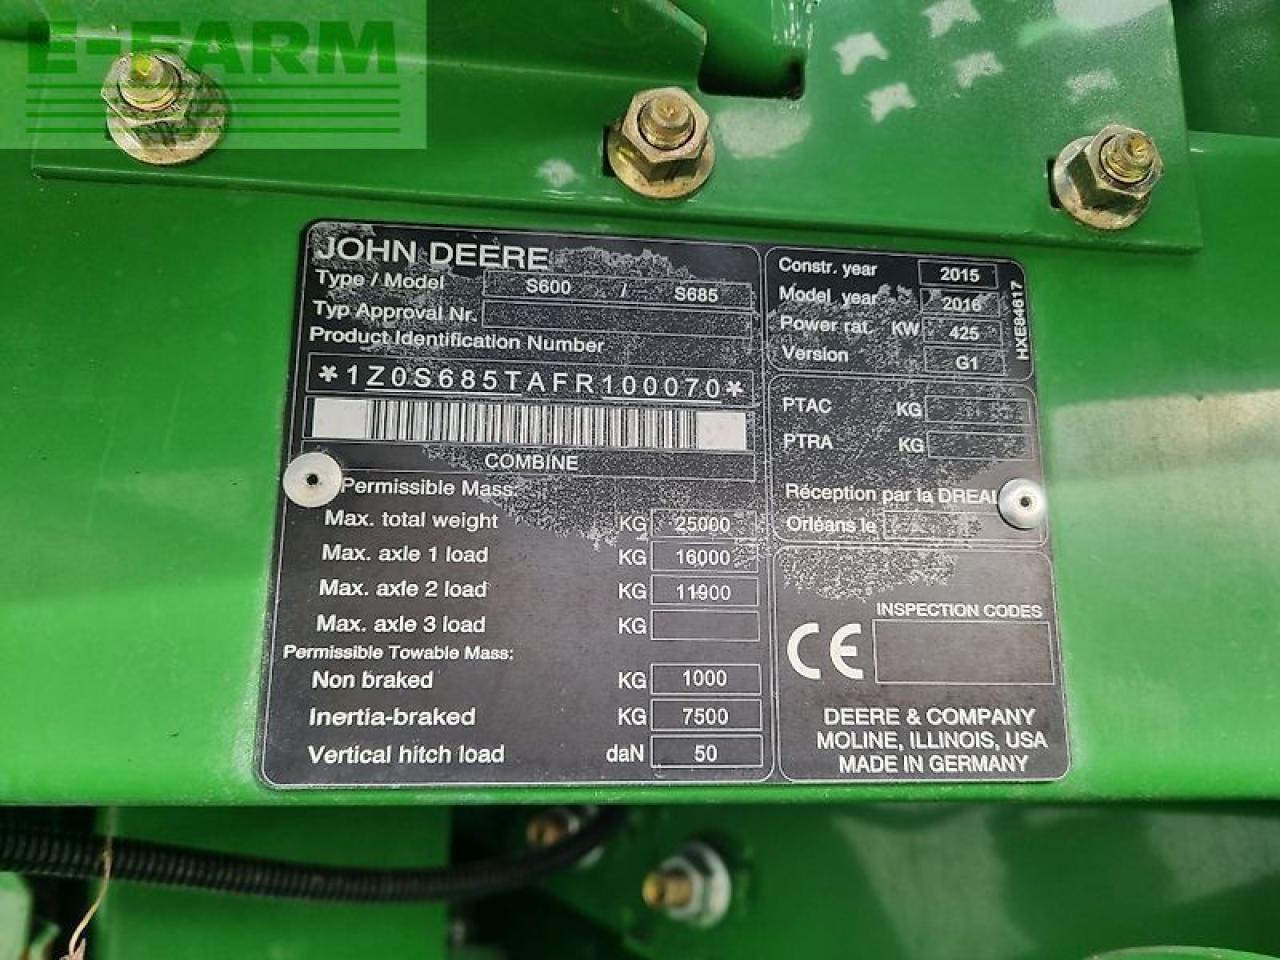 E-FARM
JOHN DEERE
Type / Model S600 / S685
Typ Approval Nr.
Product Identification Number
*1Z0S685TAFR100070*
COMBINE
Permissible Mass:
Max. total weight KG 25000
Max. axle 1 load KG 16000
Max. axle 2 load KG 11900
Max. axle 3 load KG
Permissible Towable Mass:
Non braked KG 1000
Inertia-braked KG 7500
Vertical hitch load daN 50
Constr. year 2015
Model year 2016
Power rat. KW 425
Version G1
HXE84617
PTAC KG
PTRA KG
Réception par la DREAL
Orléans le
INSPECTION CODES
CE
DEERE & COMPANY
MOLINE, ILLINOIS, USA
MADE IN GERMANY